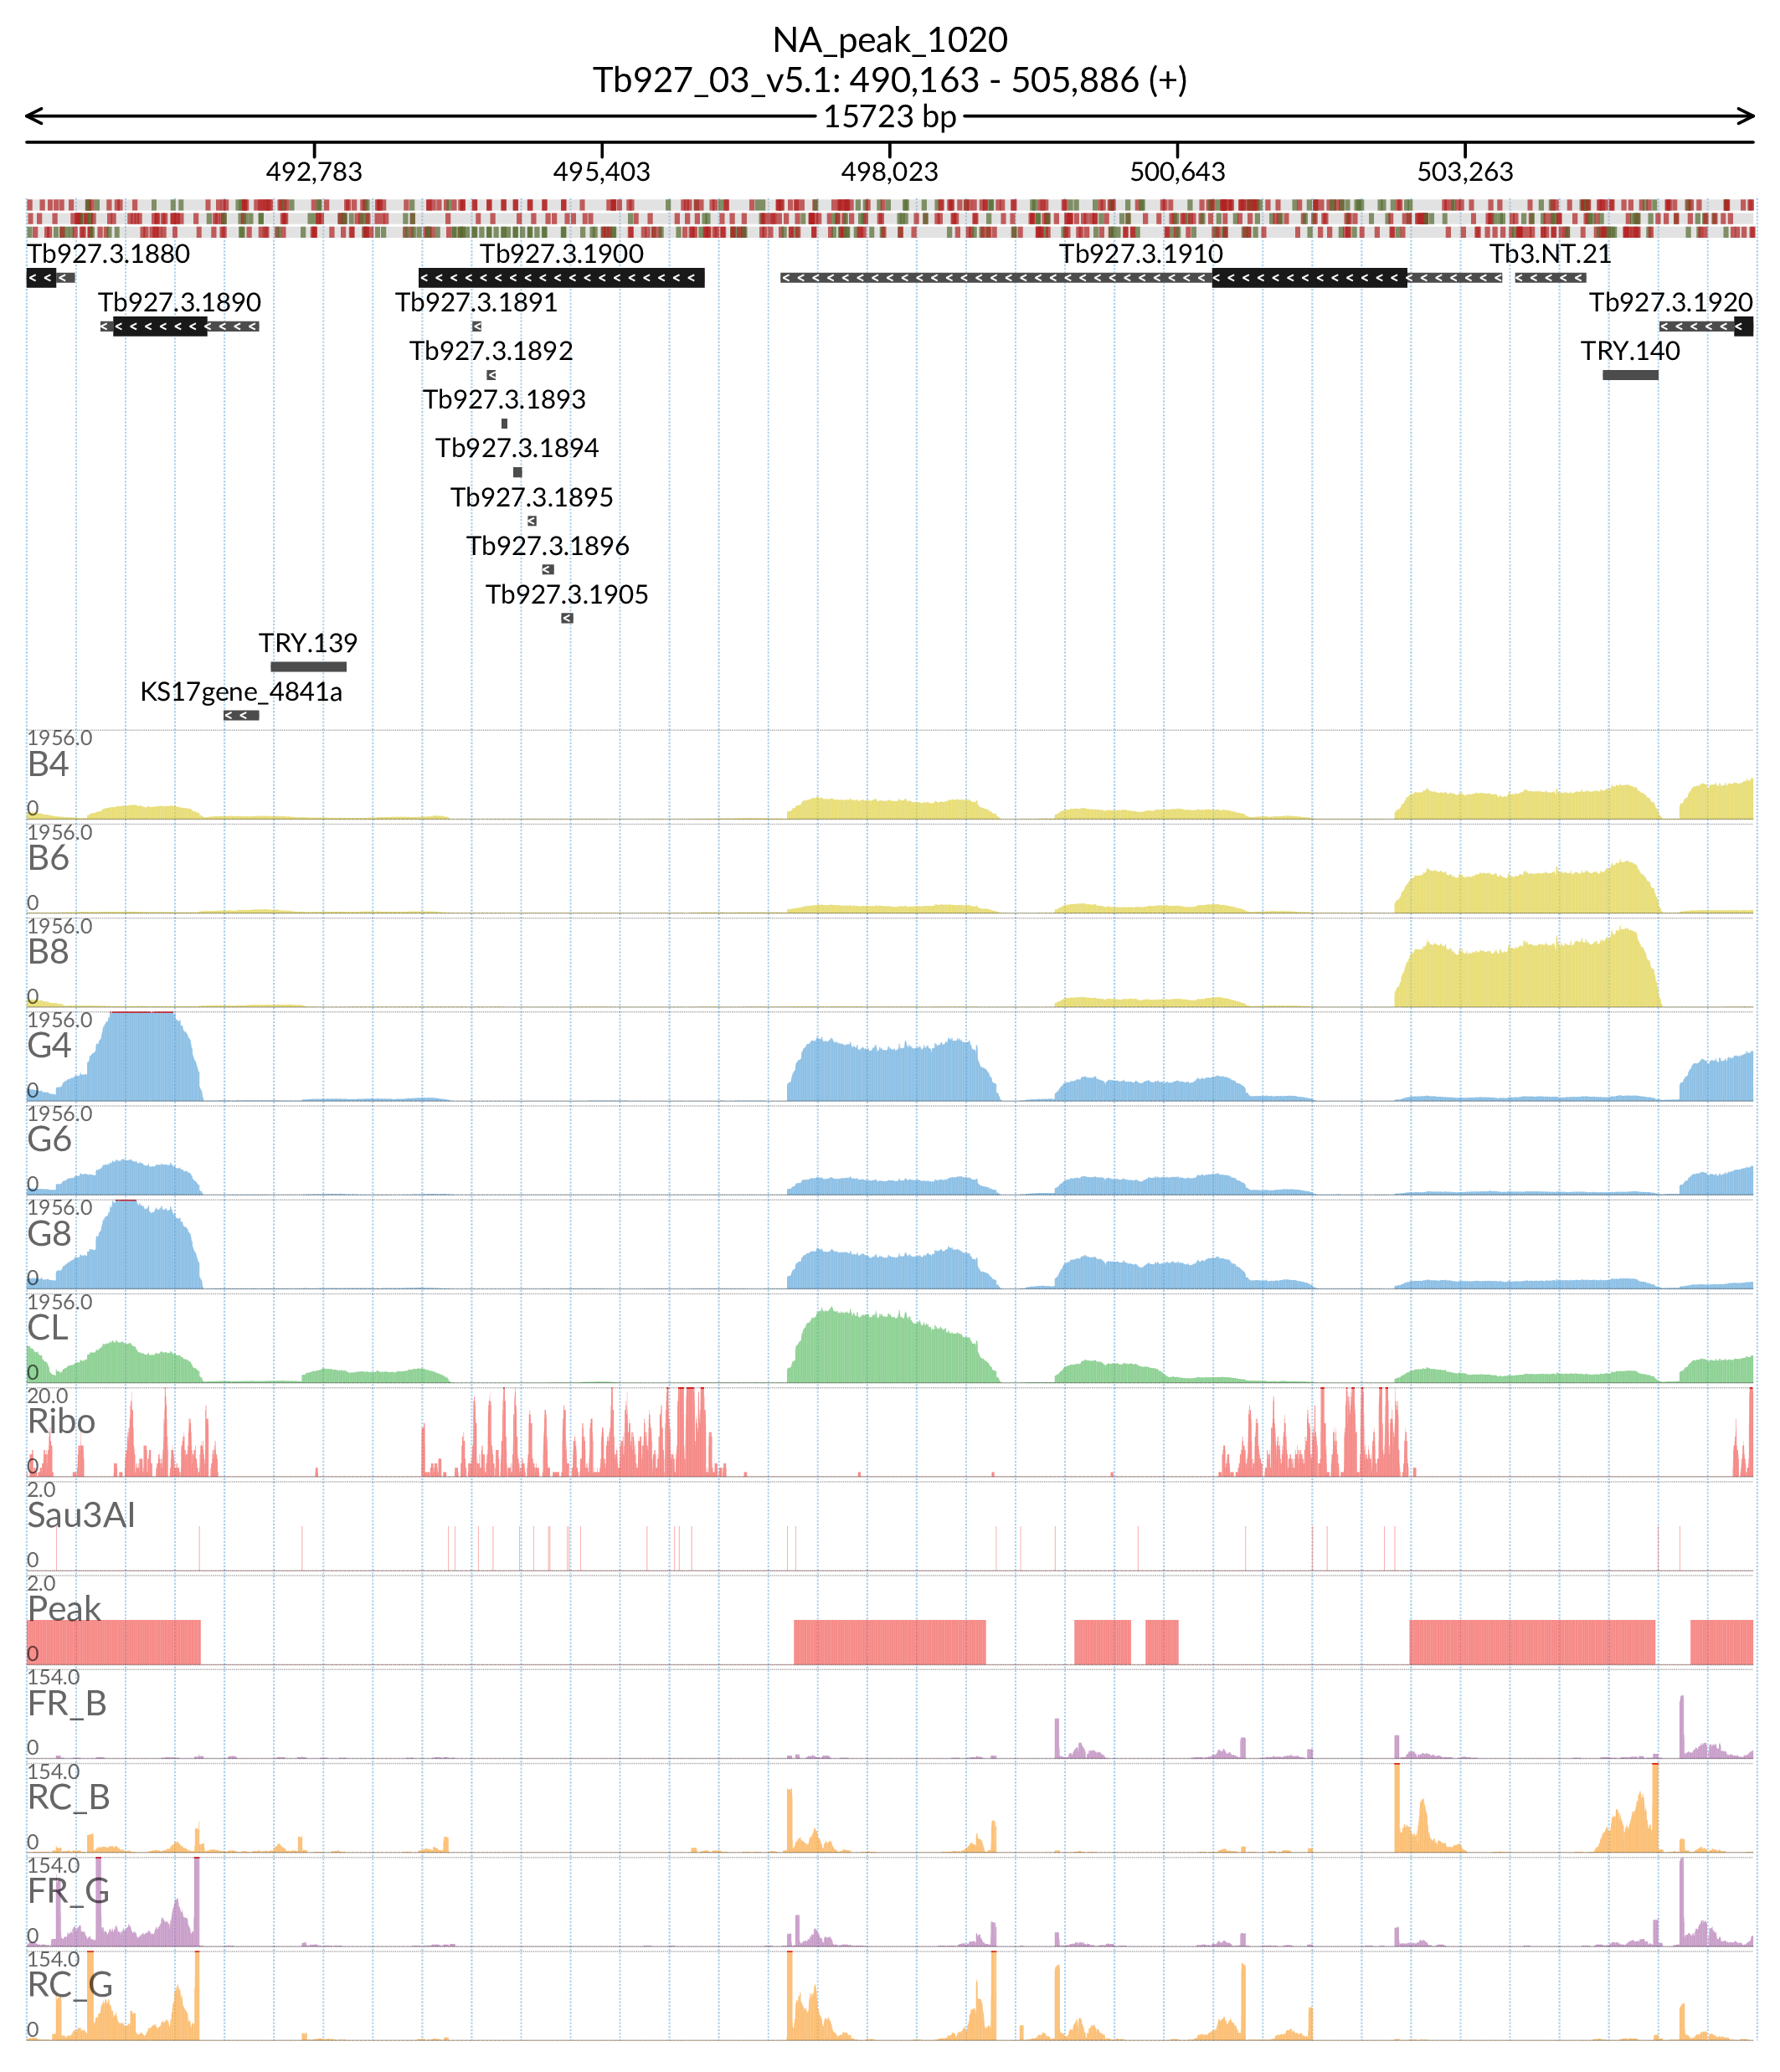 NA_peak_1020
Tb927_03_v5.1: 490,163 - 505,886 (+)
15723 bp
492,783 495,403 498,023 500,643 503,263
Tb927.3.1880 Tb927.3.1900 Tb927.3.1910 Tb3.NT.21
Tb927.3.1890 Tb927.3.1891 Tb927.3.1920
Tb927.3.1892 TRY.140
Tb927.3.1893
Tb927.3.1894
Tb927.3.1895
Tb927.3.1896
Tb927.3.1905
TRY.139
KS17gene_4841a
1956.0
B4
0
1956.0
B6
0
1956.0
B8
0
1956.0
G4
0
1956.0
G6
0
1956.0
G8
0
1956.0
CL
0
20.0
Ribo
0
2.0
Sau3AI
0
2.0
Peak
0
154.0
FR_B
0
154.0
RC_B
0
154.0
FR_G
0
154.0
RC_G
0